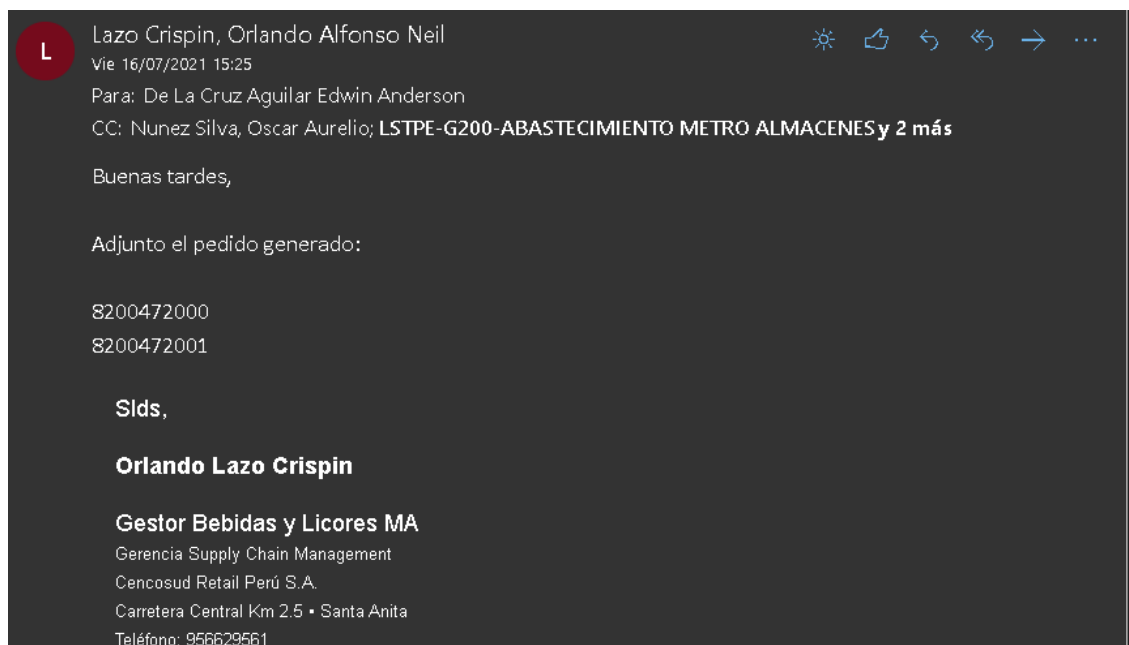 L
Lazo Crispin, Orlando Alfonso Neil
Vie 16/07/2021 15:25
Para: De La Cruz Aguilar Edwin Anderson
CC: Nunez Silva, Oscar Aurelio; LSTPE-G200-ABASTECIMIENTO METRO ALMACENES y 2 más
Buenas tardes,
Adjunto el pedido generado:
8200472000
8200472001
Slds,
Orlando Lazo Crispin
Gestor Bebidas y Licores MA
Gerencia Supply Chain Management
Cencosud Retail Perú S.A.
Carretera Central Km 2.5 ▪ Santa Anita
Teléfono: 956629561